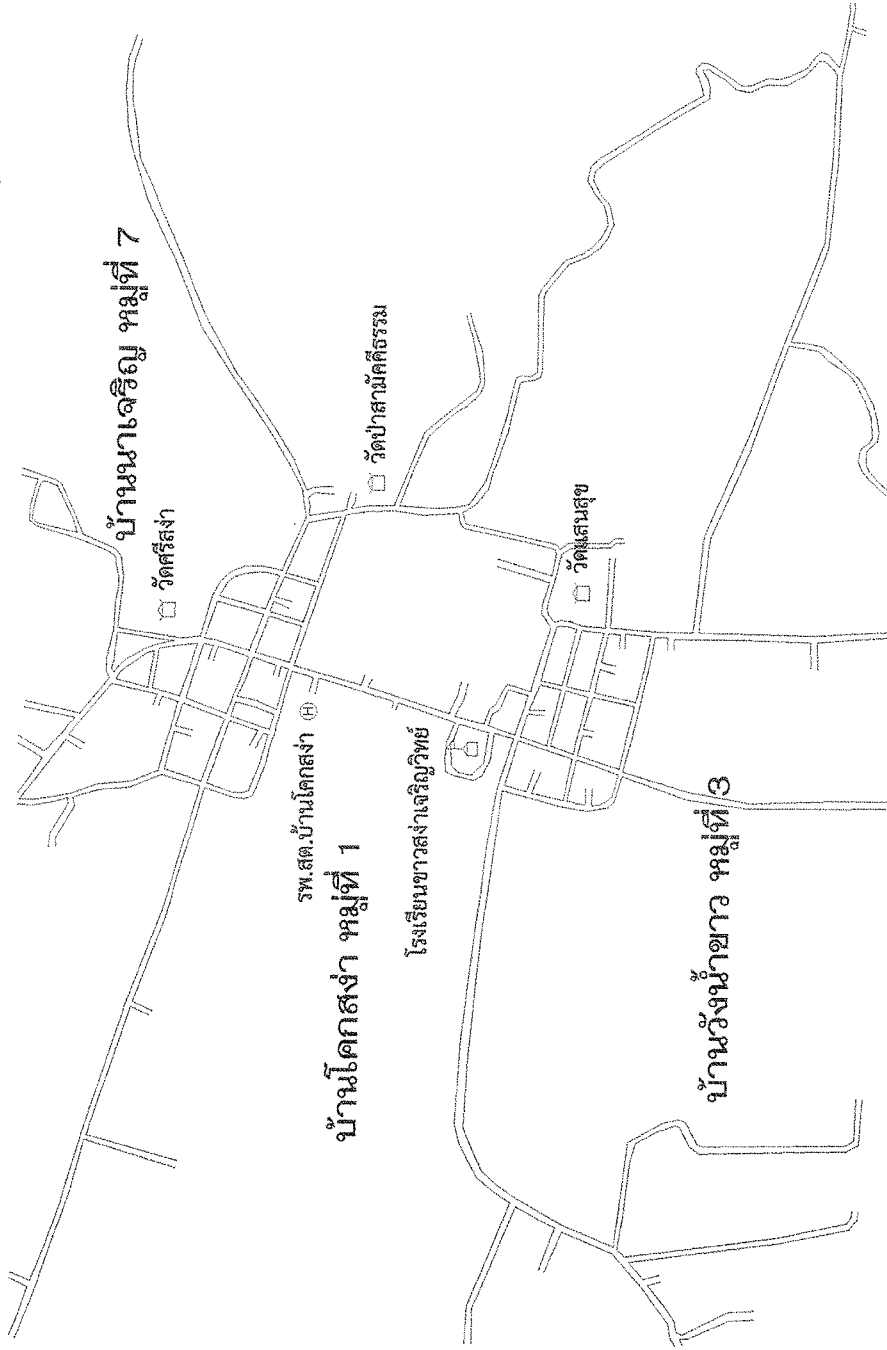 บ้านนาเจริญ หมู่ที่ 7
วัดศรีสง่า
วัดป่าสามัคคีธรรม
รพ.สต.บ้านโคกสง่า
H
บ้านโคกสง่า หมู่ที่ 1
โรงเรียนขาวสง่าเจริญวิทย์
วัดแสนสุข
บ้านวังน้ำขาว หมู่ที่ 3